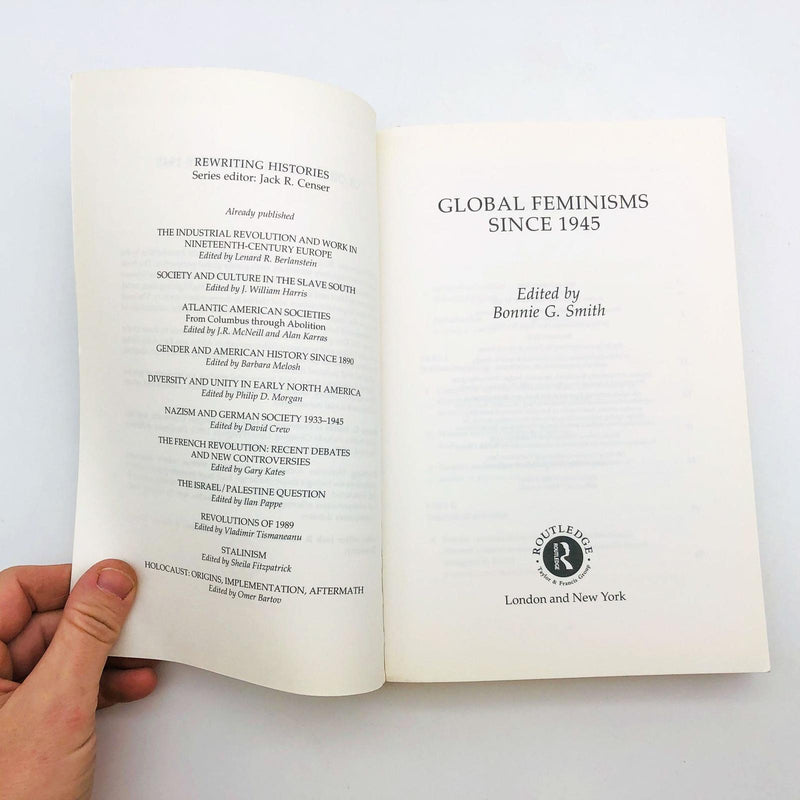 REWRITING HISTORIES
Series editor: Jack R. Censer
Already published
THE INDUSTRIAL REVOLUTION AND WORK IN
NINETEENTH-CENTURY EUROPE
Edited by Lenard R. Berlanstein
SOCIETY AND CULTURE IN THE SLAVE SOUTH
Edited by J. William Harris
ATLANTIC AMERICAN SOCIETIES
From Columbus through Abolition
Edited by J.R. McNeill and Alan Karras
GENDER AND AMERICAN HISTORY SINCE 1890
Edited by Barbara Melosh
DIVERSITY AND UNITY IN EARLY NORTH AMERICA
Edited by Philip D. Morgan
NAZISM AND GERMAN SOCIETY 1933–1945
Edited by David Crew
THE FRENCH REVOLUTION: RECENT DEBATES
AND NEW CONTROVERSIES
Edited by Gary Kates
THE ISRAEL/PALESTINE QUESTION
Edited by Ilan Pappe
REVOLUTIONS OF 1989
Edited by Vladimir Tismaneanu
STALINISM
Edited by Sheila Fitzpatrick
HOLOCAUST: ORIGINS, IMPLEMENTATION, AFTERMATH
Edited by Omer Bartov
GLOBAL FEMINISMS
SINCE 1945
Edited by
Bonnie G. Smith
ROUTLEDGE
ROUTLEDGE
Taylor & Francis Group
London and New York